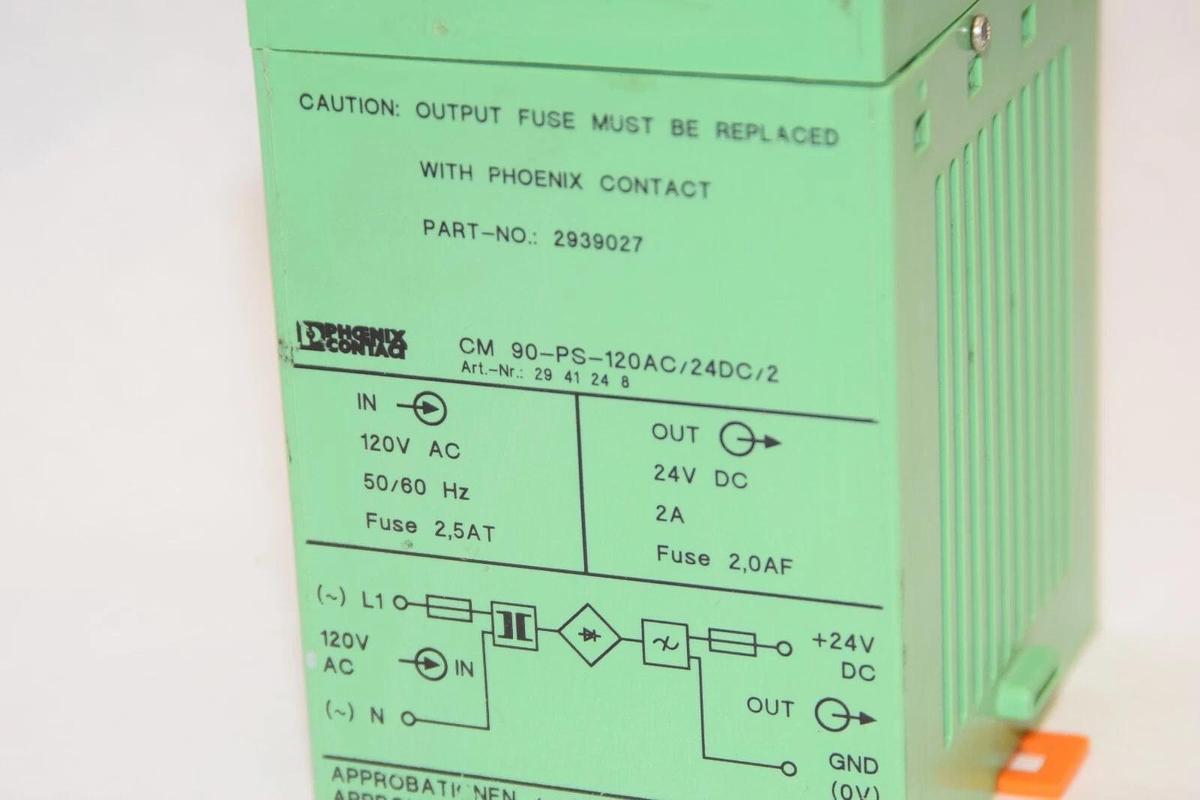 CAUTION: OUTPUT FUSE MUST BE REPLACED
WITH PHOENIX CONTACT
PART-NO.: 2939027
PHOENIX
CONTACT
CM 90-PS-120AC/24DC/2
Art.-Nr.: 29 41 24 8
IN
120V AC
50/60 Hz
Fuse 2,5AT
OUT
24V DC
2A
Fuse 2,0AF
(~) L1
120V
AC
IN
(~) N
+24V
DC
OUT
GND
(0V)